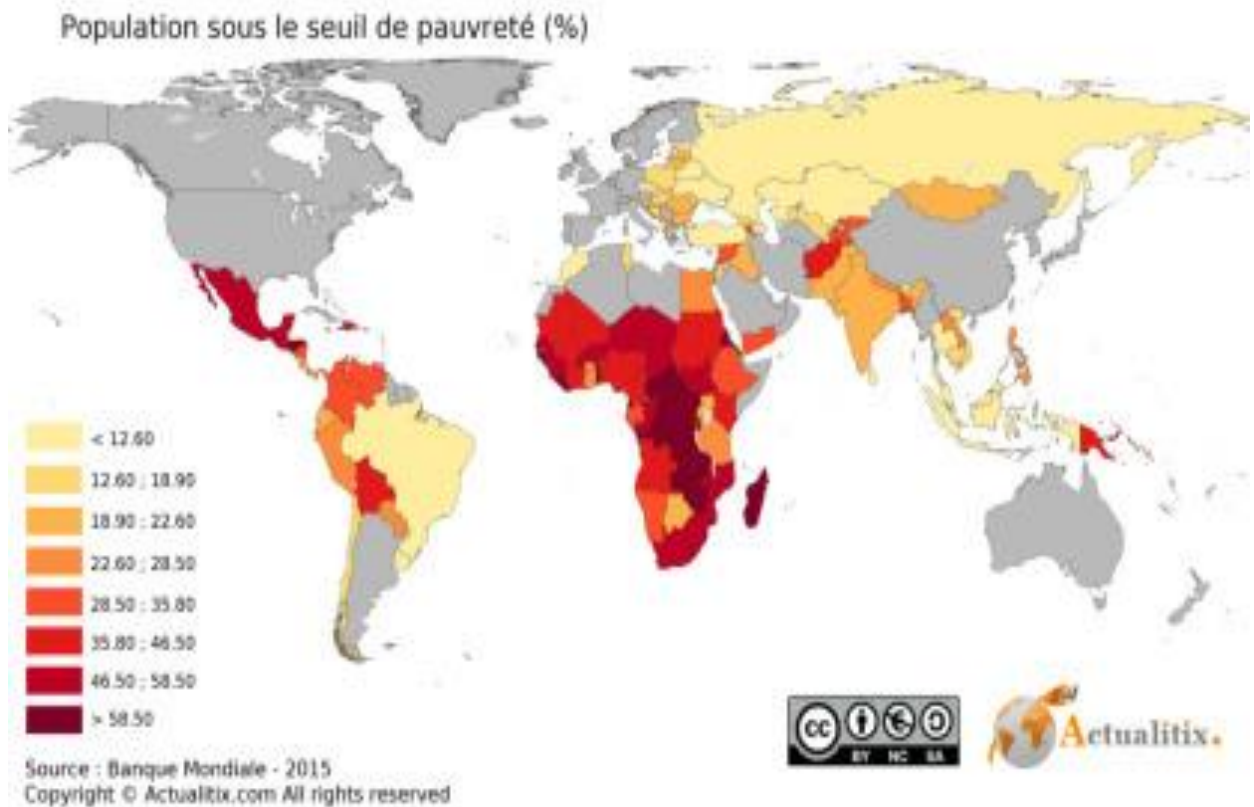 Population sous le seuil de pauvreté (%)
< 12.60
12.60 ; 18.90
18.90 ; 22.60
22.60 ; 28.50
28.50 ; 35.80
35.80 ; 46.50
46.50 ; 58.50
> 58.50
cc
BY NC SA
Actualitix.
Source : Banque Mondiale - 2015
Copyright © Actualitix.com All rights reserved